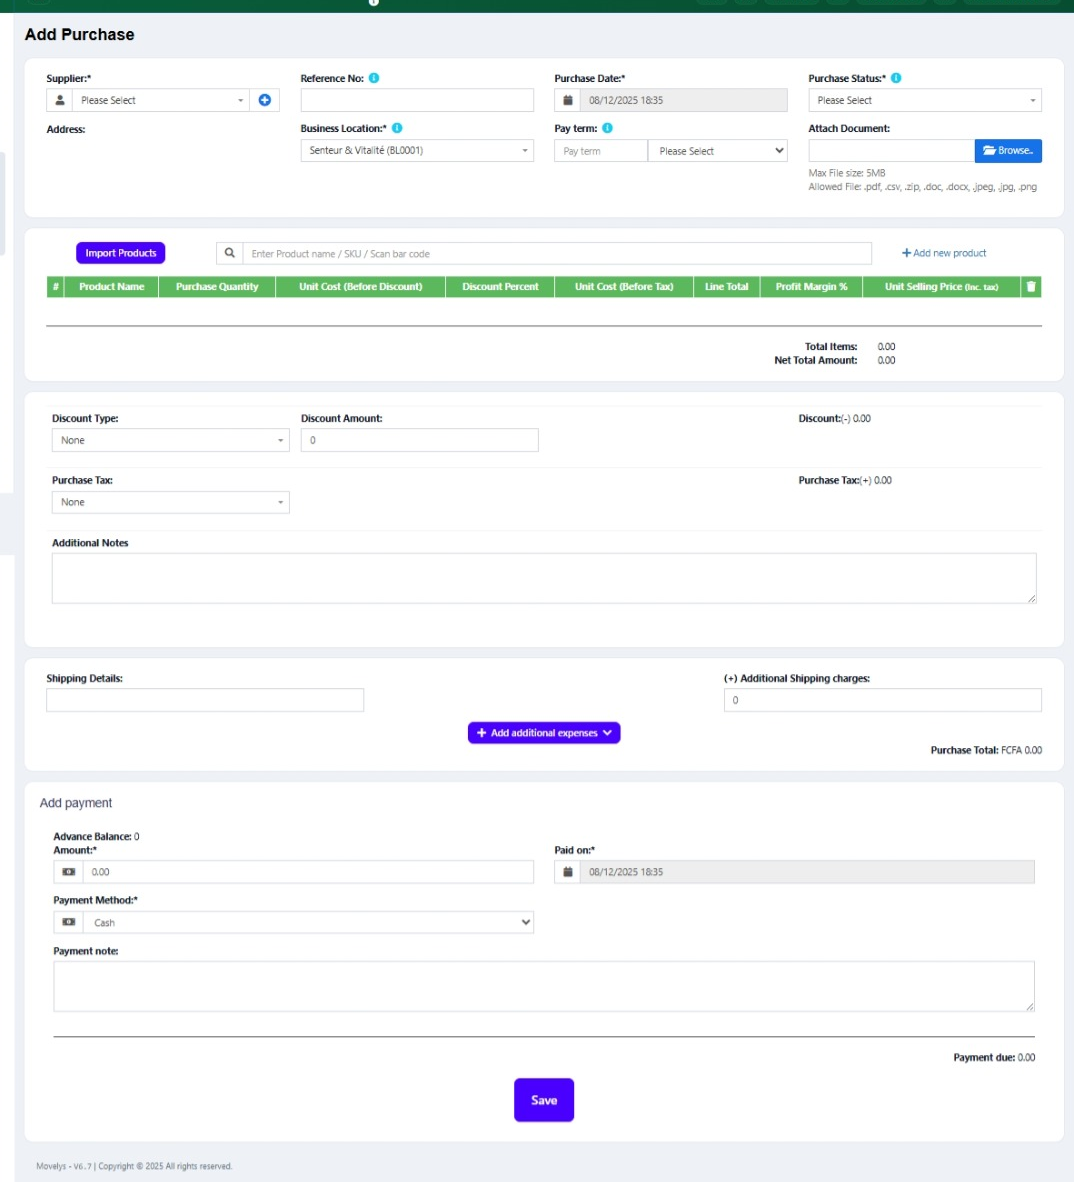 Add Purchase
Supplier:* Reference No: Purchase Date:* Purchase Status:*
Please Select 08/12/2025 18:35 Please Select
Address: Business Location:* Pay term: Attach Document:
Senteur & Vitalité (BL0001) Pay term Please Select Browse..
Max File size: 5MB
Allowed File: .pdf, .csv, .zip, .doc, .docx, .jpeg, .jpg, .png
Import Products Enter Product name / SKU / Scan bar code + Add new product
# Product Name Purchase Quantity Unit Cost (Before Discount) Discount Percent Unit Cost (Before Tax) Line Total Profit Margin % Unit Selling Price (Inc. tax)
Total Items: 0.00
Net Total Amount: 0.00
Discount Type: Discount Amount: Discount:(-) 0.00
None 0
Purchase Tax: Purchase Tax:(+) 0.00
None
Additional Notes
Shipping Details: (+) Additional Shipping charges:
0
+ Add additional expenses
Purchase Total: FCFA 0.00
Add payment
Advance Balance: 0
Amount:* Paid on:*
0.00 08/12/2025 18:35
Payment Method:*
Cash
Payment note:
Payment due: 0.00
Save
Movelys - V6..7 | Copyright © 2025 All rights reserved.